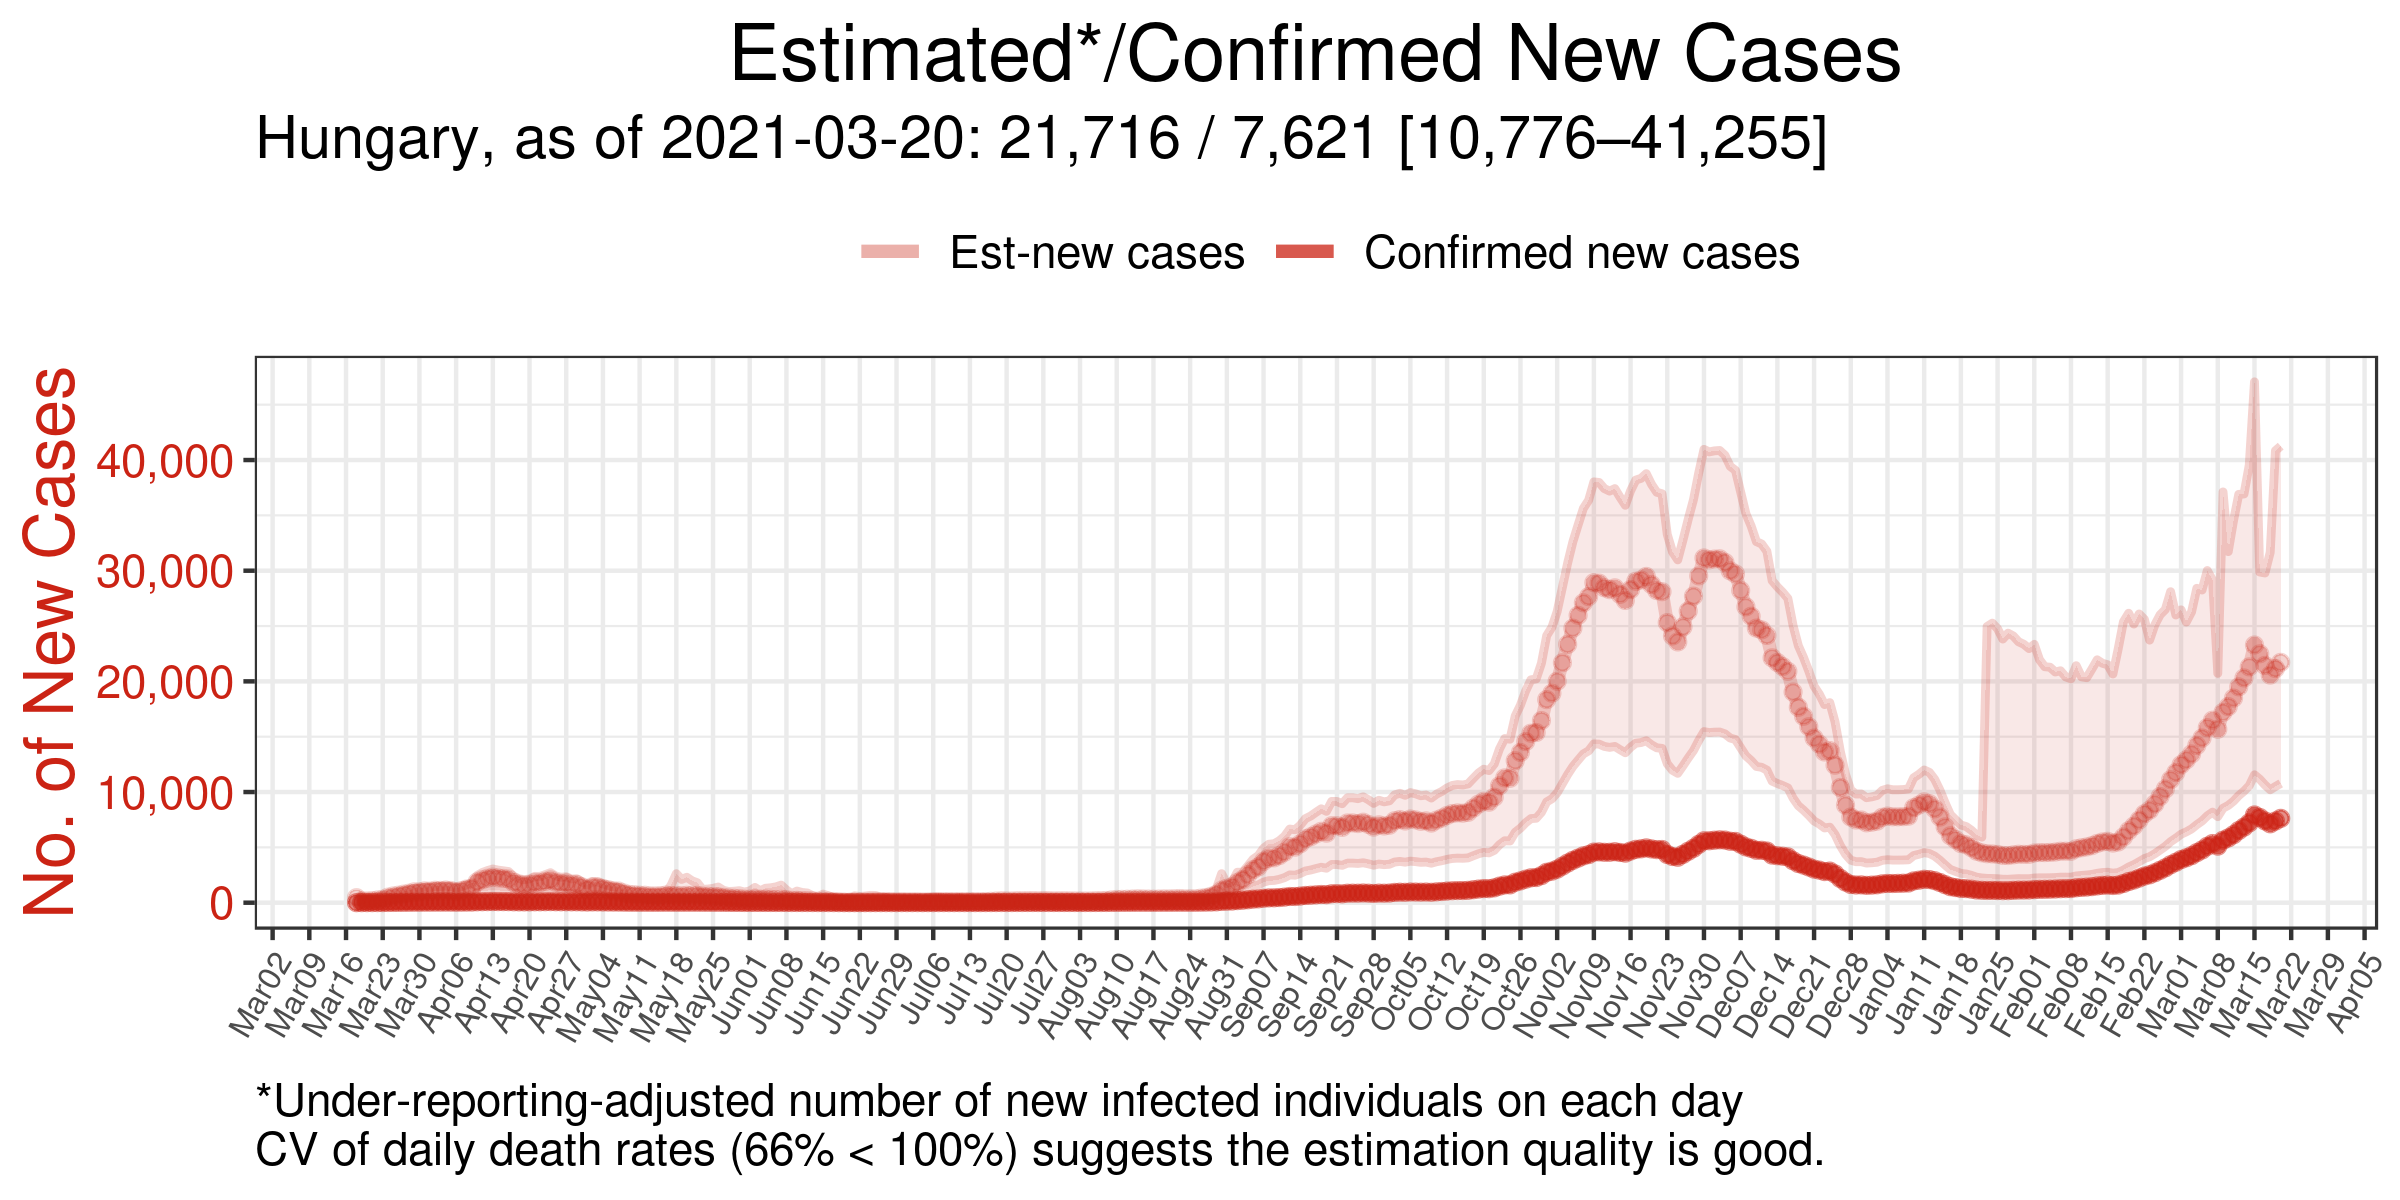 Estimated*/Confirmed New Cases
Hungary, as of 2021-03-20: 21,716 / 7,621 [10,776–41,255]
Est-new cases Confirmed new cases
No. of New Cases
40,000
30,000
20,000
10,000
0
Mar02 Mar09 Mar16 Mar23 Mar30 Apr06 Apr13 Apr20 Apr27 May04 May11 May18 May25 Jun01 Jun08 Jun15 Jun22 Jun29 Jul06 Jul13 Jul20 Jul27 Aug03 Aug10 Aug17 Aug24 Aug31 Sep07 Sep14 Sep21 Sep28 Oct05 Oct12 Oct19 Oct26 Nov02 Nov09 Nov16 Nov23 Nov30 Dec07 Dec14 Dec21 Dec28 Jan04 Jan11 Jan18 Jan25 Feb01 Feb08 Feb15 Feb22 Mar01 Mar08 Mar15 Mar22 Mar29 Apr05
*Under-reporting-adjusted number of new infected individuals on each day
CV of daily death rates (66% < 100%) suggests the estimation quality is good.